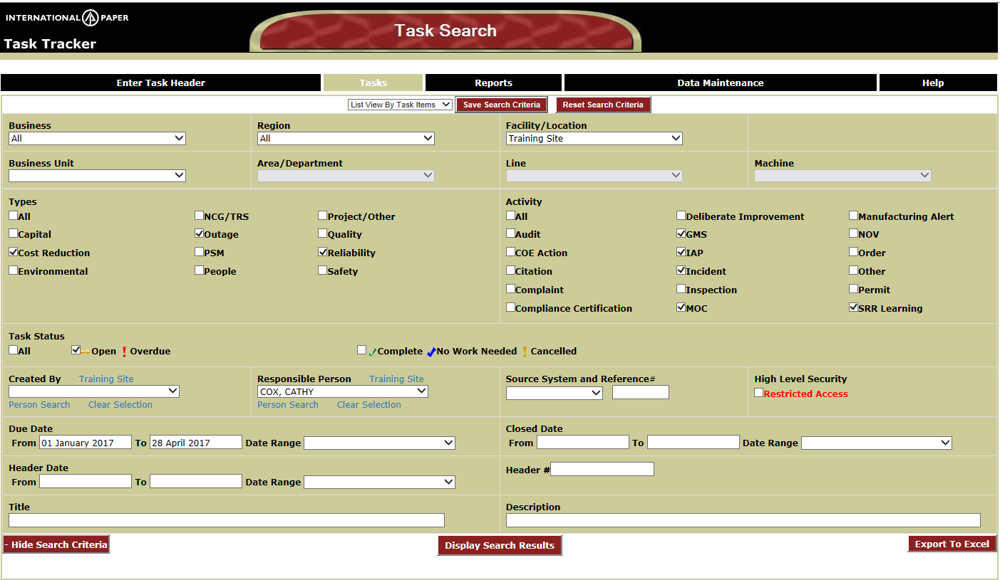 INTERNATIONAL PAPER
Task Search
Task Tracker
Enter Task Header Tasks Reports Data Maintenance Help
List View By Task Items Save Search Criteria Reset Search Criteria
Business Region Facility/Location
All All Training Site
Business Unit Area/Department Line Machine
Types Activity
All NCG/TRS Project/Other All Deliberate Improvement Manufacturing Alert
Capital Outage Quality Audit GMS NOV
Cost Reduction PSM Reliability COE Action IAP Order
Environmental People Safety Citation Incident Other
Complaint Inspection Permit
Compliance Certification MOC SRR Learning
Task Status
All Open ! Overdue Complete No Work Needed ! Cancelled
Created By Training Site Responsible Person Training Site Source System and Reference# High Level Security
COX, CATHY Restricted Access
Person Search Clear Selection Person Search Clear Selection
Due Date Closed Date
From 01 January 2017 To 28 April 2017 Date Range From To Date Range
Header Date
From To Date Range Header #
Title Description
- Hide Search Criteria Display Search Results Export To Excel